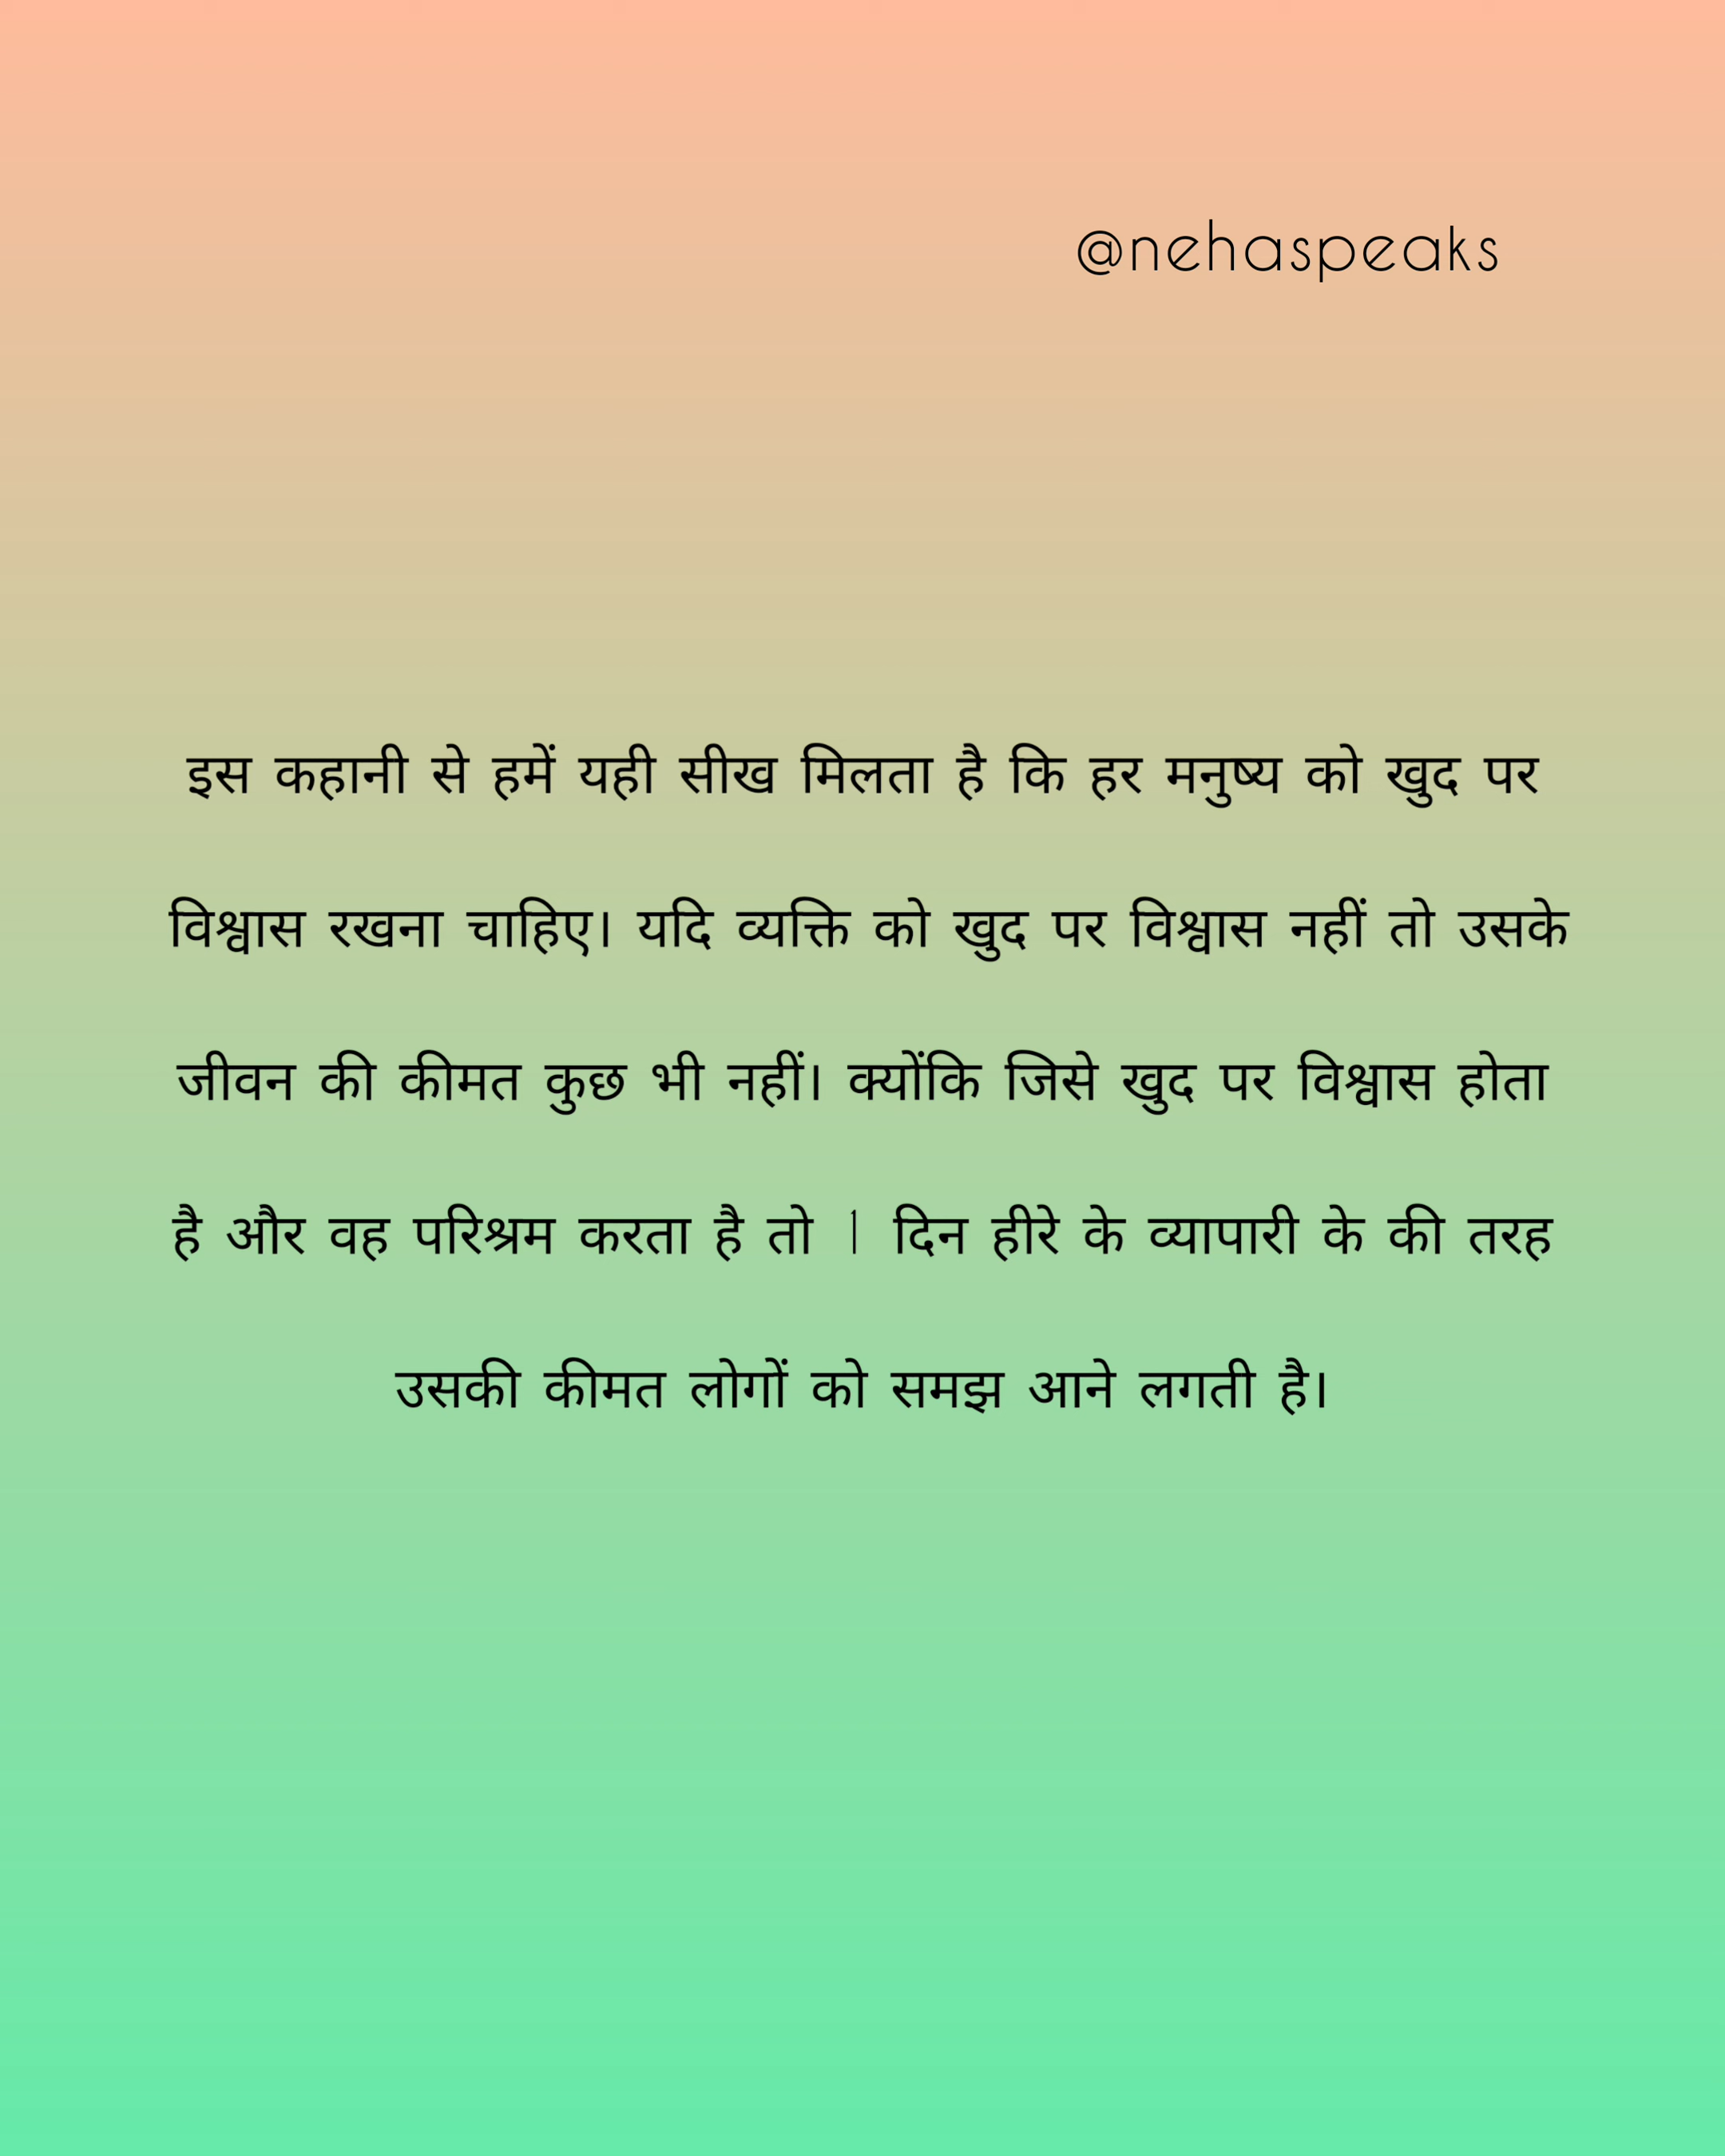 @nehaspeaks
इस कहानी से हमें यही सीख मिलता है कि हर मनुष्य को खुद पर
विश्वास रखना चाहिए। यदि व्यक्ति को खुद पर विश्वास नहीं तो उसके
जीवन की कीमत कुछ भी नहीं। क्योंकि जिसे खुद पर विश्वास होता
है और वह परिश्रम करता है तो 1 दिन हीरे के व्यापारी के की तरह
उसकी कीमत लोगों को समझ आने लगती है।